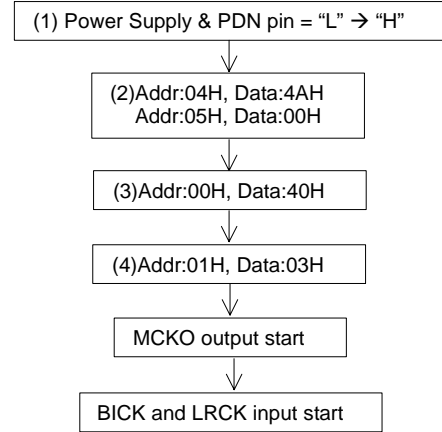 (1) Power Supply & PDN pin = “L” → “H”
(2)Addr:04H, Data:4AH
Addr:05H, Data:00H
(3)Addr:00H, Data:40H
(4)Addr:01H, Data:03H
MCKO output start
BICK and LRCK input start